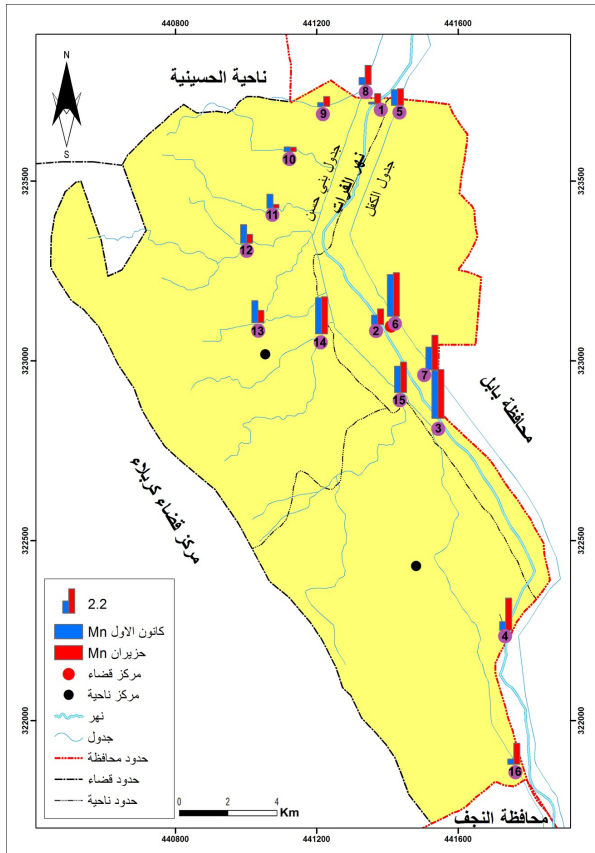 440800 441200 441600
N
S
ناحية الحسينية
8
1
5
9
10
11
12
13
14
2
6
7
15
3
4
16
جدول بني حسن
نهر الفرات
جدول الكفل
محافظة بابل
مركز قضاء كربلاء
محافظة النجف
323500
323000
322500
322000
323500
323000
322500
322000
2.2
Mn كانون الاول
Mn حزيران
مركز قضاء
مركز ناحية
نهر
جدول
حدود محافظة
حدود قضاء
حدود ناحية
0 2 4
Km
440800 441200 441600